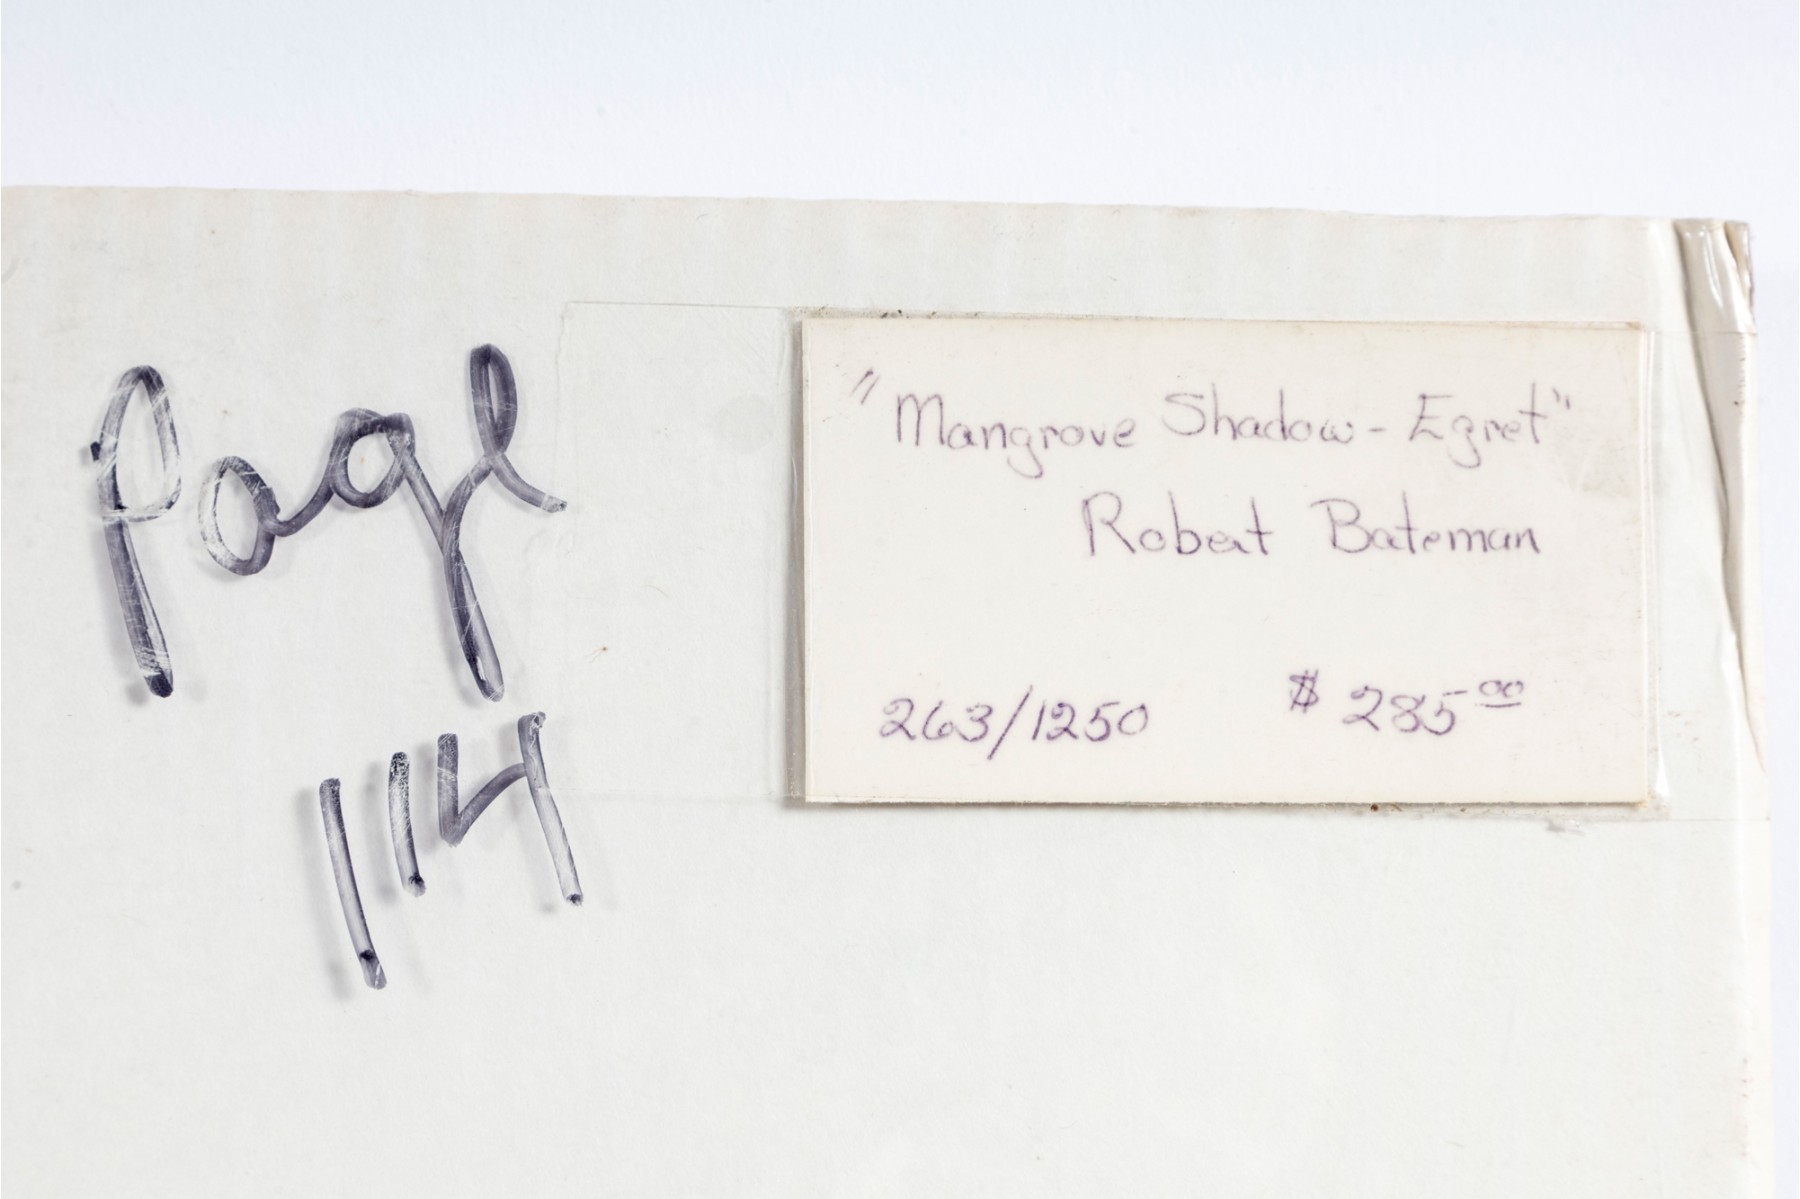 Page
114
"Mangrove Shadow - Egret"
Robert Bateman
263/1250 $285.00